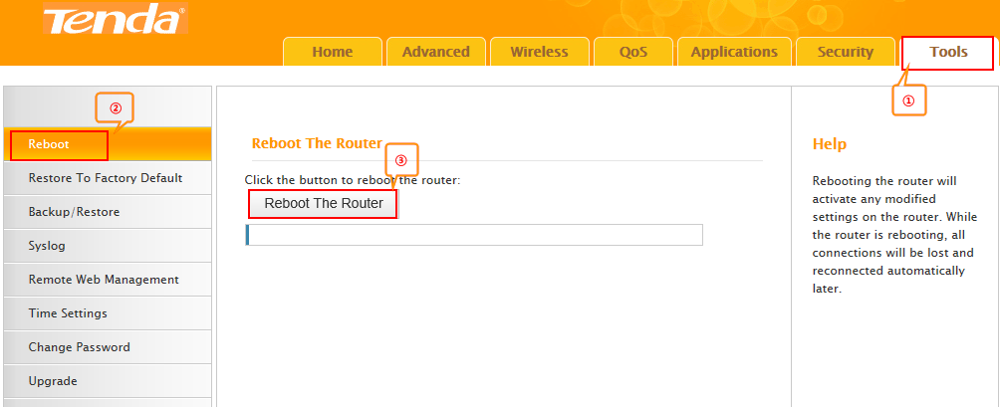 Tenda
Home Advanced Wireless QoS Applications Security Tools
①
②
Reboot
Restore To Factory Default
Backup/Restore
Syslog
Remote Web Management
Time Settings
Change Password
Upgrade
Reboot The Router
③
Click the button to reboot the router:
Reboot The Router
Help
Rebooting the router will
activate any modified
settings on the router. While
the router is rebooting, all
connections will be lost and
reconnected automatically
later.